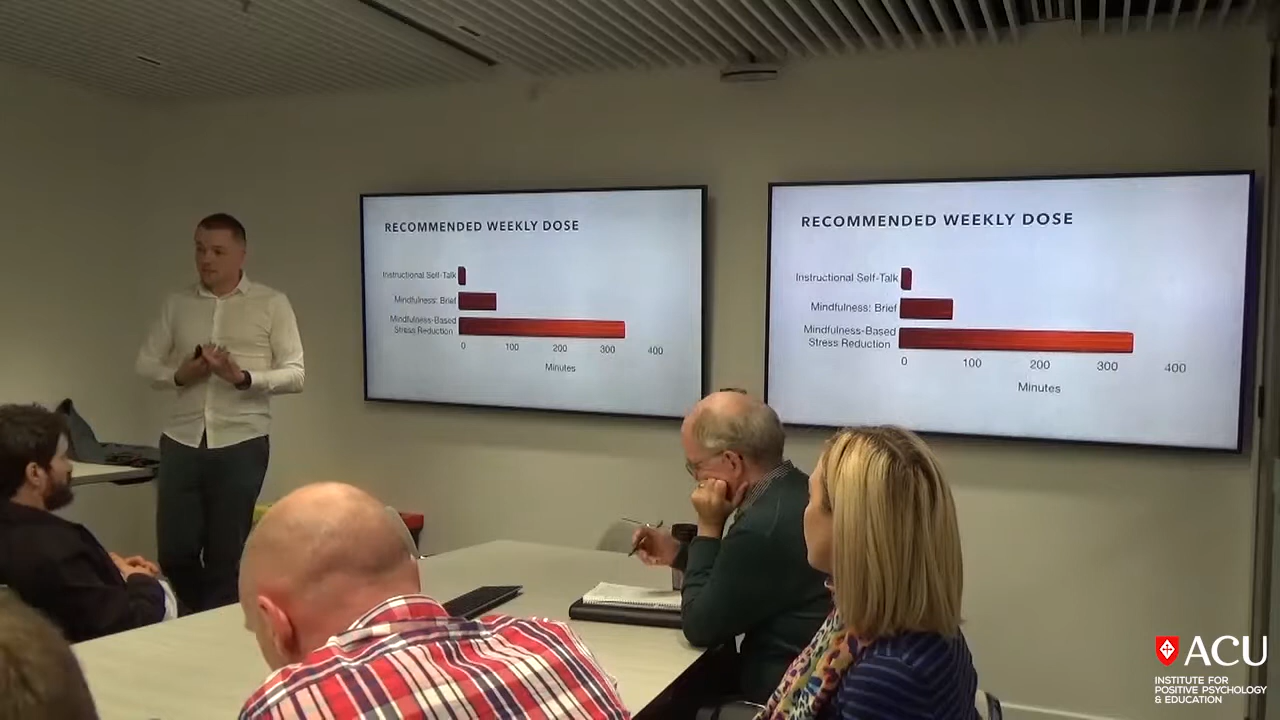 RECOMMENDED WEEKLY DOSE
Instructional Self-Talk
Mindfulness: Brief
Mindfulness-Based
Stress Reduction
0 100 200 300 400
Minutes
RECOMMENDED WEEKLY DOSE
Instructional Self-Talk
Mindfulness: Brief
Mindfulness-Based
Stress Reduction
0 100 200 300 400
Minutes
ACU
INSTITUTE FOR
POSITIVE PSYCHOLOGY
& EDUCATION